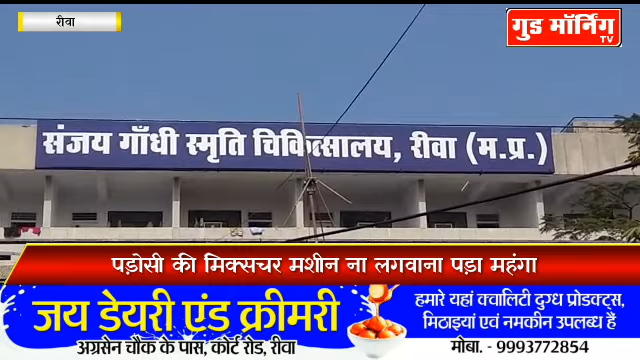 रीवा
गुड मॉर्निंग
TV
संजय गाँधी स्मृति चिकित्सालय, रीवा (म.प्र.)
पड़ोसी की मिक्सचर मशीन ना लगवाना पड़ा महंगा
जय डेयरी एंड क्रीमरी
अग्रसेन चौक के पास, कोर्ट रोड, रीवा
हमारे यहां क्वालिटी दुग्ध प्रोडक्ट्स,
मिठाइयां एवं नमकीन उपलब्ध हैं
मोबा. - 9993772854